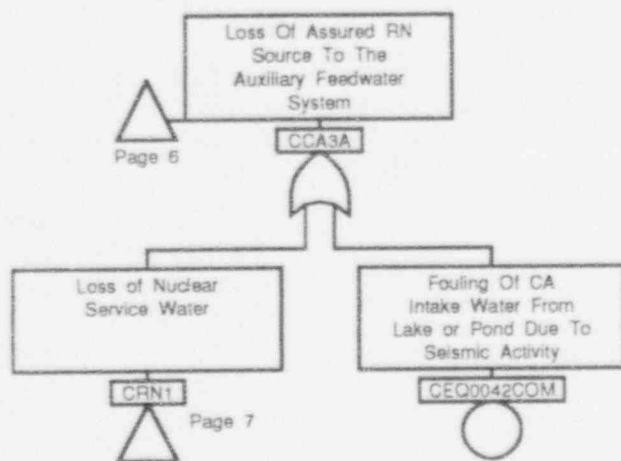 Loss Of Assured RN
Source To The
Auxiliary Feedwater
System
Page 6
CCA3A
Loss of Nuclear
Service Water
CRN1
Page 7
Fouling Of CA
Intake Water From
Lake or Pond Due To
Seismic Activity
CEQ0042COM